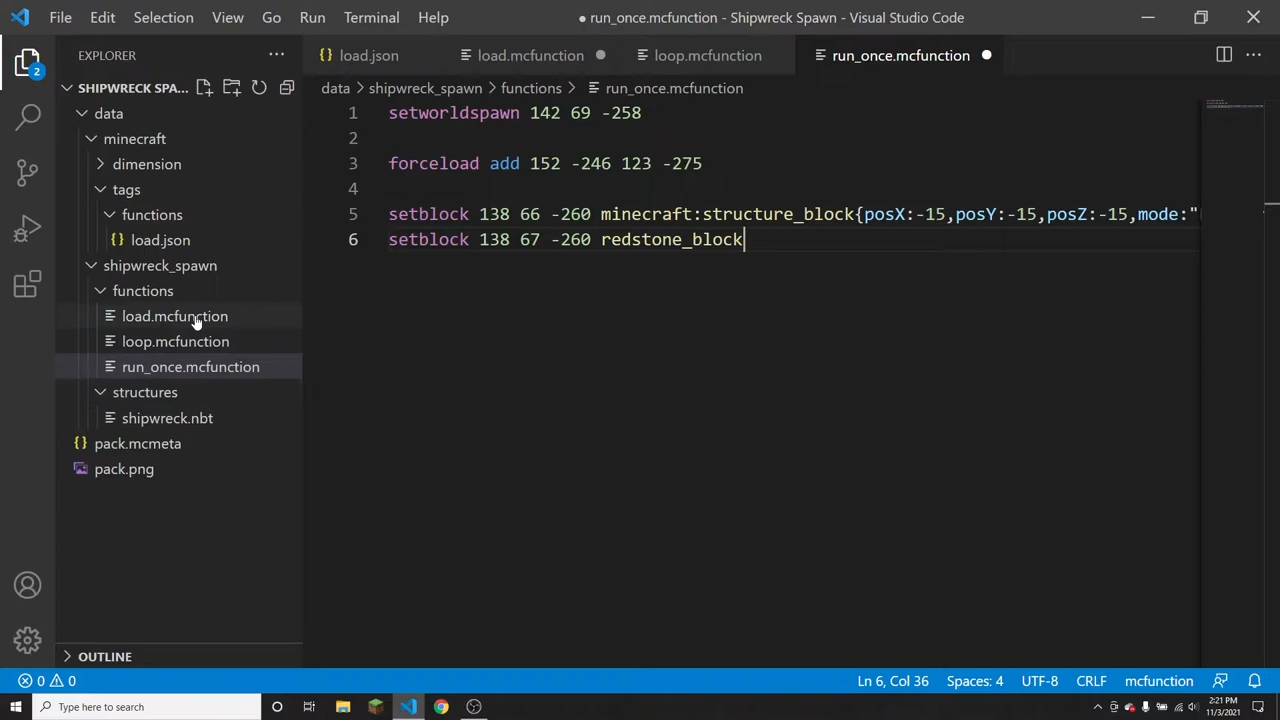 File Edit Selection View Go Run Terminal Help
● run_once.mcfunction - Shipwreck Spawn - Visual Studio Code
EXPLORER
load.json
load.mcfunction
loop.mcfunction
run_once.mcfunction
SHIPWRECK SPA...
data > shipwreck_spawn > functions > run_once.mcfunction
data
minecraft
dimension
tags
functions
load.json
shipwreck_spawn
functions
load.mcfunction
loop.mcfunction
run_once.mcfunction
structures
shipwreck.nbt
pack.mcmeta
pack.png
OUTLINE
2
1 setworldspawn 142 69 -258
2
3 forceload add 152 -246 123 -275
4
5 setblock 138 66 -260 minecraft:structure_block{posX:-15,posY:-15,posZ:-15,mode:"
6 setblock 138 67 -260 redstone_block
0 0
Ln 6, Col 36 Spaces: 4 UTF-8 CRLF mcfunction
Type here to search
2:21 PM
11/3/2021